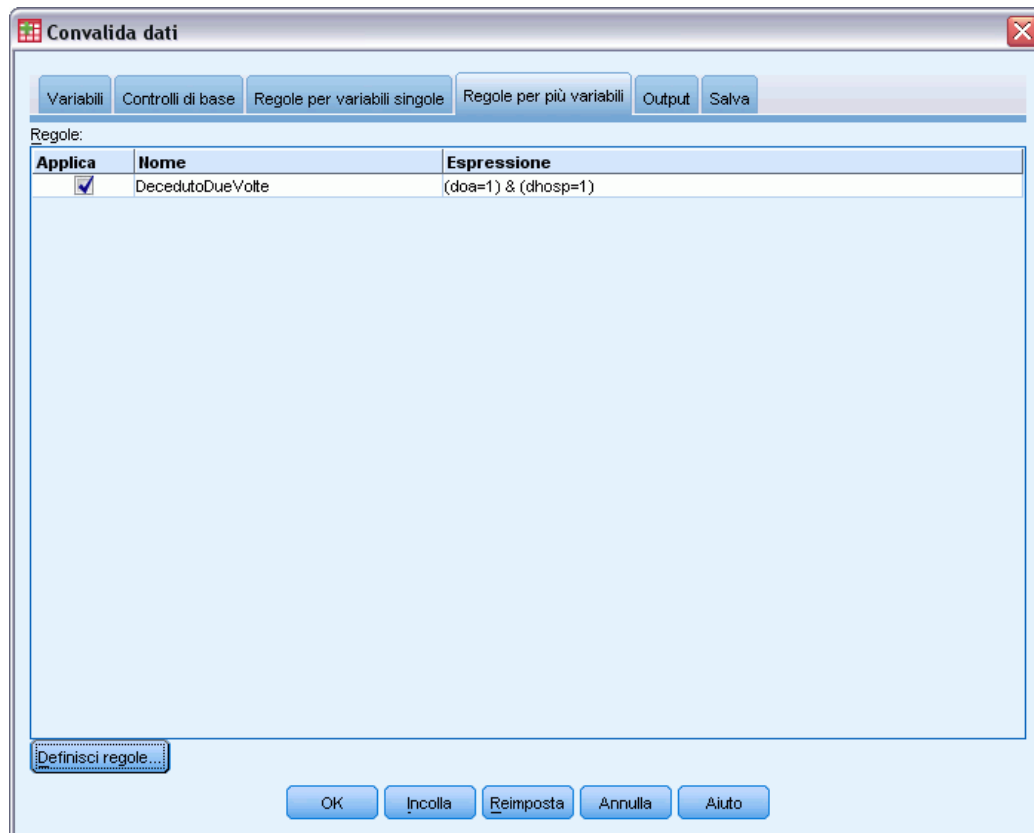 Convalida dati
Variabili Controlli di base Regole per variabili singole Regole per più variabili Output Salva
Regole:
Applica Nome Espressione
DecedutoDueVolte (doa=1) & (dhosp=1)
Definisci regole...
OK Incolla Reimposta Annulla Aiuto